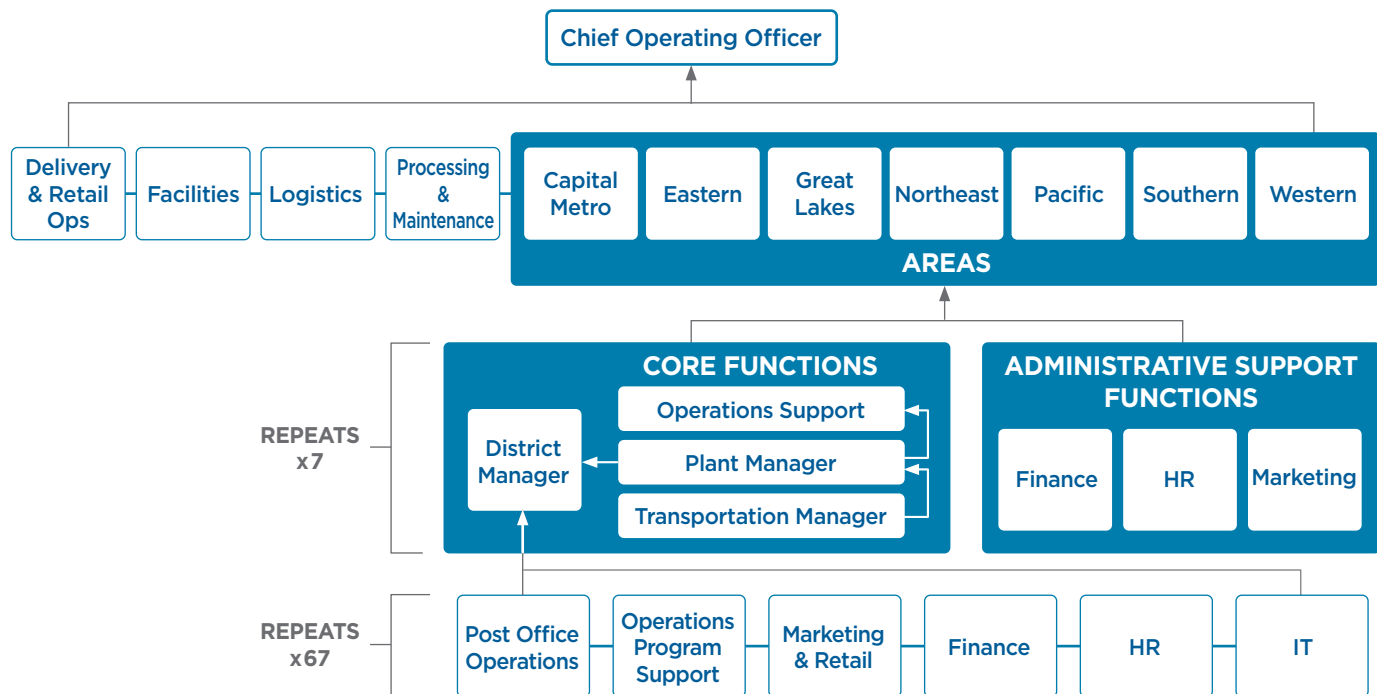 Chief Operating Officer
Delivery
& Retail
Ops
Facilities
Logistics
Processing
&
Maintenance
Capital
Metro
Eastern
Great
Lakes
Northeast
Pacific
Southern
Western
AREAS
REPEATS
x7
CORE FUNCTIONS
District
Manager
Operations Support
Plant Manager
Transportation Manager
ADMINISTRATIVE SUPPORT
FUNCTIONS
Finance
HR
Marketing
REPEATS
x67
Post Office
Operations
Operations
Program
Support
Marketing
& Retail
Finance
HR
IT